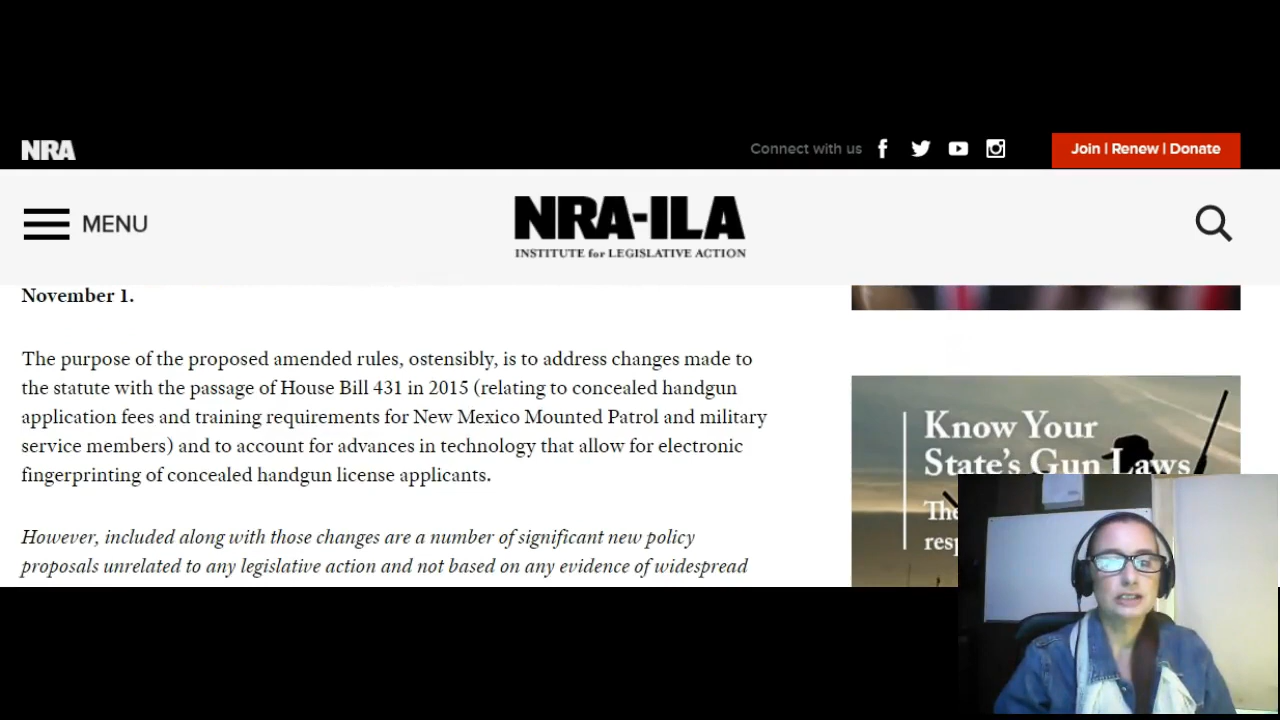 NRA
Connect with us
Join | Renew | Donate
MENU
NRA-ILA
INSTITUTE for LEGISLATIVE ACTION
November 1.
The purpose of the proposed amended rules, ostensibly, is to address changes made to
the statute with the passage of House Bill 431 in 2015 (relating to concealed handgun
application fees and training requirements for New Mexico Mounted Patrol and military
service members) and to account for advances in technology that allow for electronic
fingerprinting of concealed handgun license applicants.
However, included along with those changes are a number of significant new policy
proposals unrelated to any legislative action and not based on any evidence of widespread
Know Your
State's Gun Laws